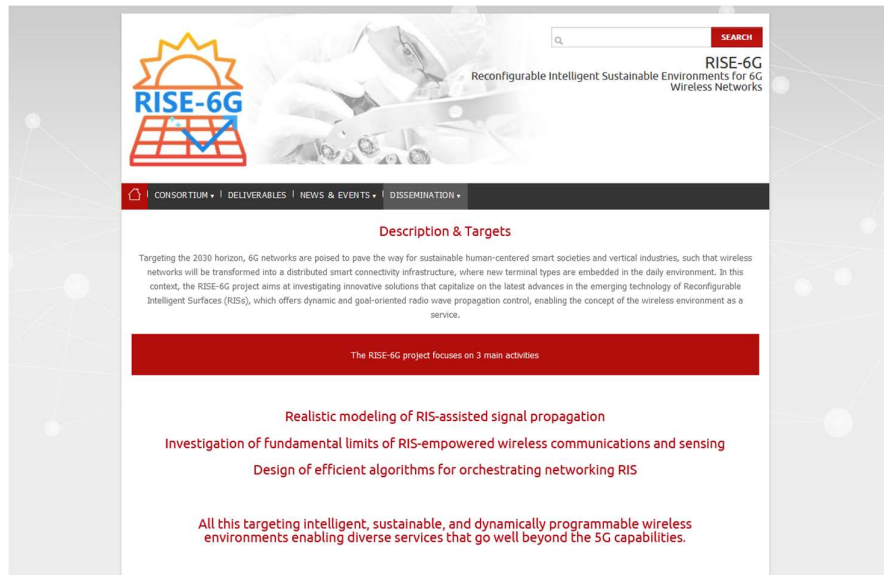 SEARCH
RISE-6G
Reconfigurable Intelligent Sustainable Environments for 6G
Wireless Networks
RISE-6G
CONSORTIUM ▾ | DELIVERABLES | NEWS & EVENTS ▾ | DISSEMINATION ▾
Description & Targets
Targeting the 2030 horizon, 6G networks are poised to pave the way for sustainable human-centered smart societies and vertical industries, such that wireless
networks will be transformed into a distributed smart connectivity infrastructure, where new terminal types are embedded in the daily environment. In this
context, the RISE-6G project aims at investigating innovative solutions that capitalize on the latest advances in the emerging technology of Reconfigurable
Intelligent Surfaces (RISs), which offers dynamic and goal-oriented radio wave propagation control, enabling the concept of the wireless environment as a
service.
The RISE-6G project focuses on 3 main activities
Realistic modeling of RIS-assisted signal propagation
Investigation of fundamental limits of RIS-empowered wireless communications and sensing
Design of efficient algorithms for orchestrating networking RIS
All this targeting intelligent, sustainable, and dynamically programmable wireless
environments enabling diverse services that go well beyond the 5G capabilities.